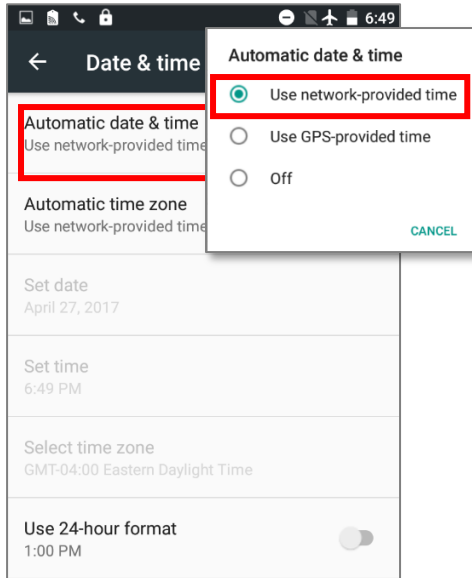 6:49
Date & time
Automatic date & time
Use network-provided time
Automatic time zone
Use network-provided time
Set date
April 27, 2017
Set time
6:49 PM
Select time zone
GMT-04:00 Eastern Daylight Time
Use 24-hour format
1:00 PM
Automatic date & time
Use network-provided time
Use GPS-provided time
Off
CANCEL